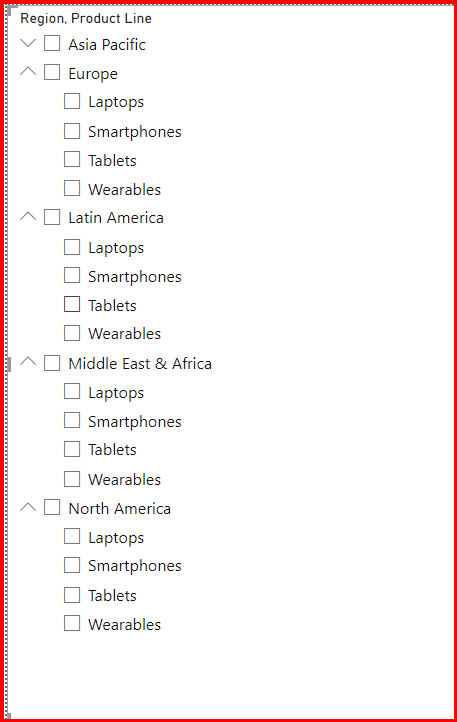 Region, Product Line
Asia Pacific
Europe
Laptops
Smartphones
Tablets
Wearables
Latin America
Laptops
Smartphones
Tablets
Wearables
Middle East & Africa
Laptops
Smartphones
Tablets
Wearables
North America
Laptops
Smartphones
Tablets
Wearables